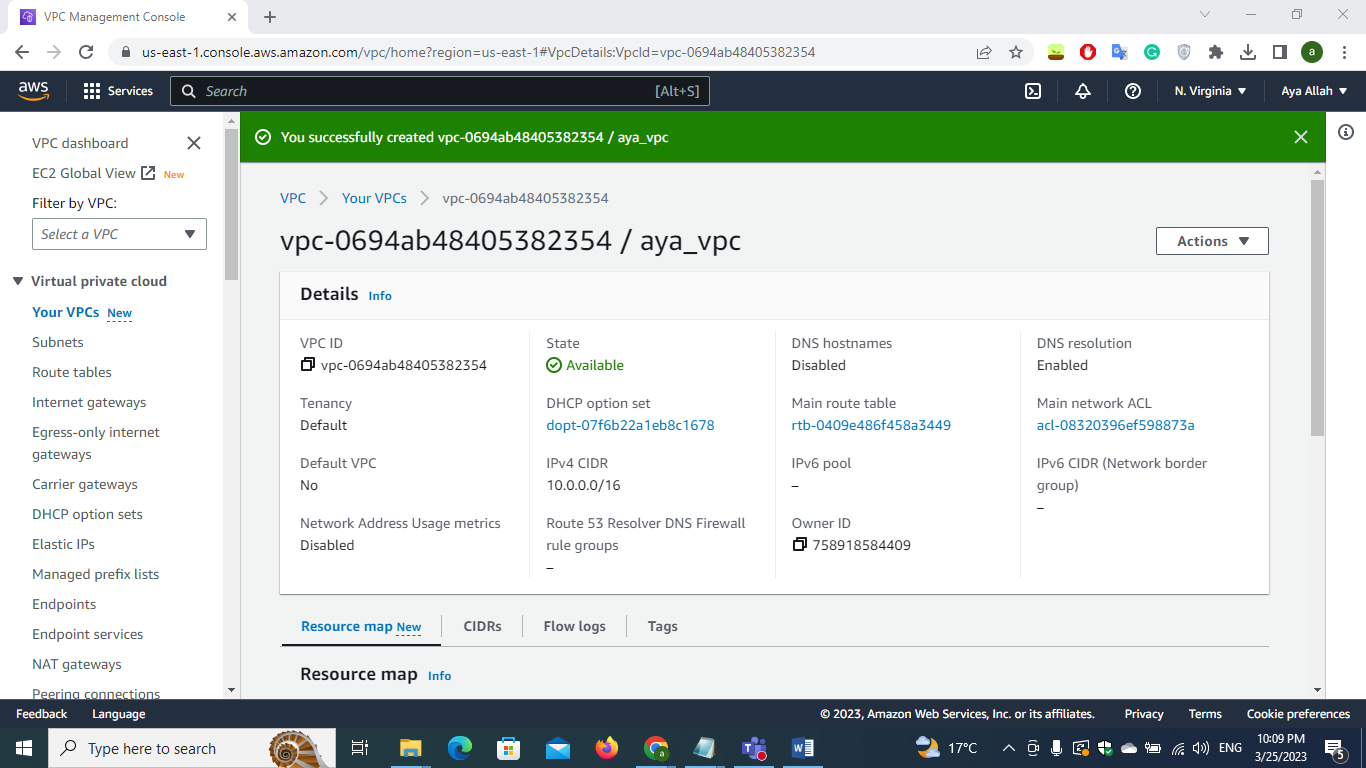 VPC Management Console
us-east-1.console.aws.amazon.com/vpc/home?region=us-east-1#VpcDetails:VpcId=vpc-0694ab48405382354
a
aws
Services
Search
[Alt+S]
N. Virginia
Aya Allah
VPC dashboard
EC2 Global View
New
Filter by VPC:
Select a VPC
Virtual private cloud
Your VPCs New
Subnets
Route tables
Internet gateways
Egress-only internet
gateways
Carrier gateways
DHCP option sets
Elastic IPs
Managed prefix lists
Endpoints
Endpoint services
NAT gateways
Peering connections
You successfully created vpc-0694ab48405382354 / aya_vpc
VPC
Your VPCs
vpc-0694ab48405382354
vpc-0694ab48405382354 / aya_vpc
Actions
Details Info
VPC ID
vpc-0694ab48405382354
State
Available
DNS hostnames
Disabled
DNS resolution
Enabled
Tenancy
Default
DHCP option set
dopt-07f6b22a1eb8c1678
Main route table
rtb-0409e486f458a3449
Main network ACL
acl-08320396ef598873a
Default VPC
No
IPv4 CIDR
10.0.0.0/16
IPv6 pool
–
IPv6 CIDR (Network border
group)
–
Network Address Usage metrics
Disabled
Route 53 Resolver DNS Firewall
rule groups
–
Owner ID
758918584409
Resource map New
CIDRs
Flow logs
Tags
Resource map Info
Feedback
Language
© 2023, Amazon Web Services, Inc. or its affiliates.
Privacy
Terms
Cookie preferences
Type here to search
17°C
ENG
10:09 PM
3/25/2023
5